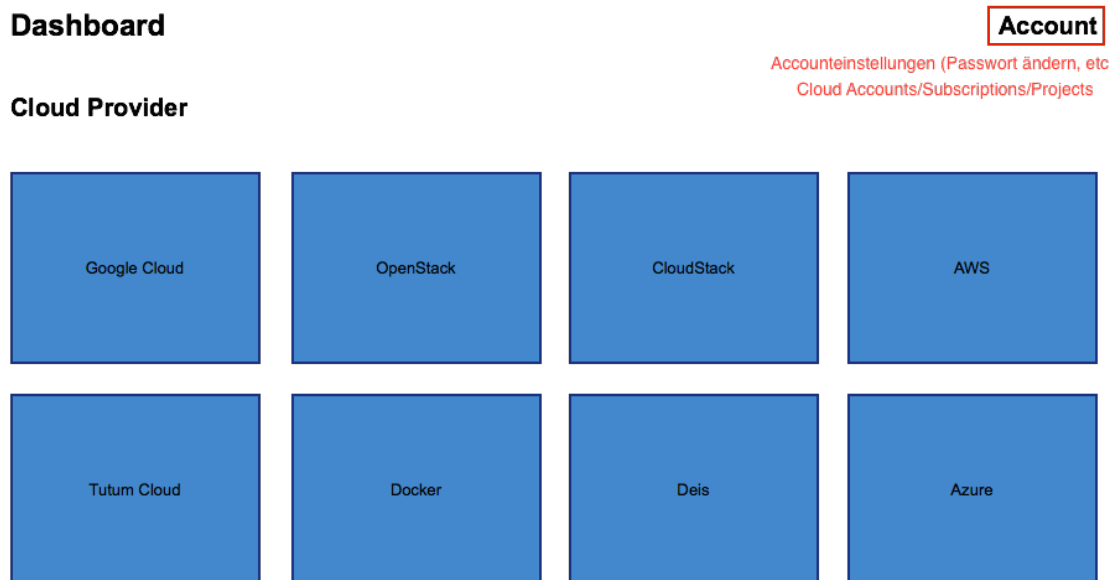 Dashboard
Account
Accounteinstellungen (Passwort ändern, etc
Cloud Accounts/Subscriptions/Projects
Cloud Provider
Google Cloud
OpenStack
CloudStack
AWS
Tutum Cloud
Docker
Deis
Azure